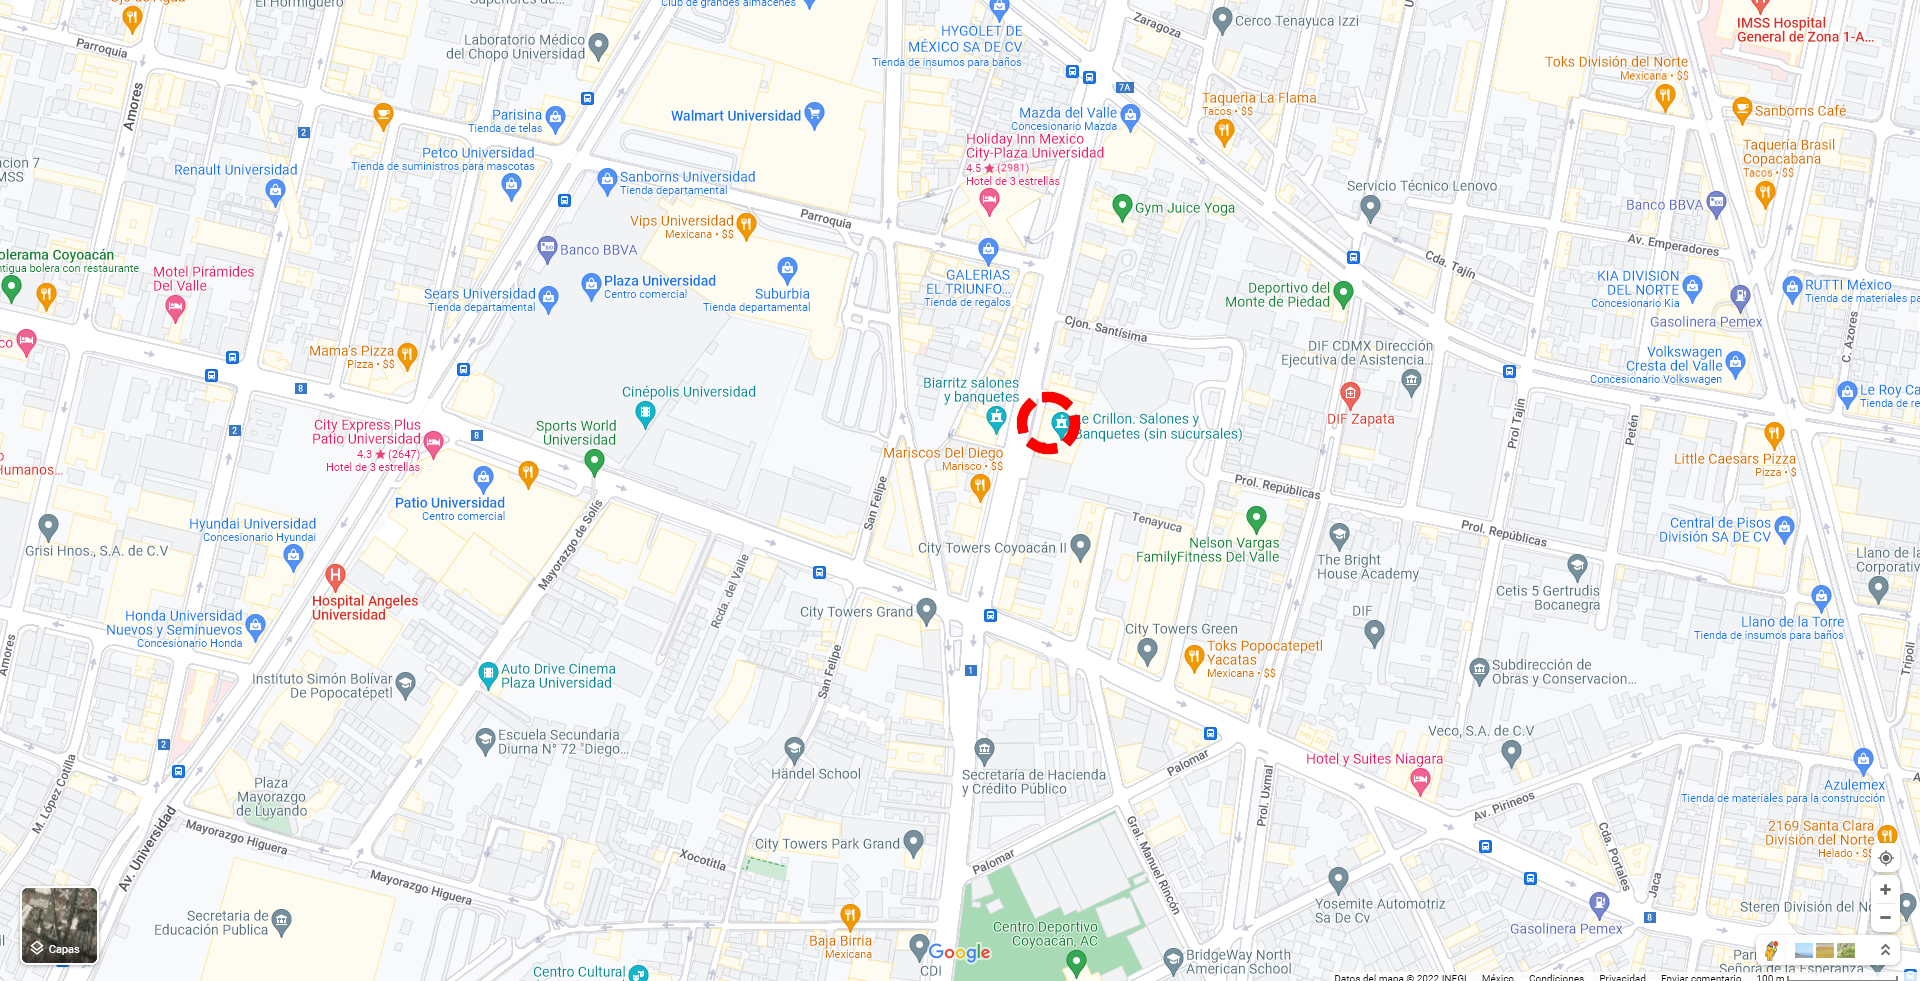 El Hormiguero
Club de grandes almacenes
Parroquia
Amores
Laboratorio Médico
del Chopo Universidad
HYGOLET DE
MÉXICO SA DE CV
Tienda de insumos para baños
Zaragoza
Cerco Tenayuca Izzi
IMSS Hospital
General de Zona 1-A...
Toks División del Norte
Mexicana • $$
7A
Taqueria La Flama
Tacos • $$
Sanborns Café
Parisina
Tienda de telas
Walmart Universidad
Mazda del Valle
Concesionario Mazda
2
Petco Universidad
Tienda de suministros para mascotas
Renault Universidad
Holiday Inn Mexico
City-Plaza Universidad
4.5 ★ (2981)
Hotel de 3 estrellas
Taquería Brasil
Copacabana
Tacos • $$
Sanborns Universidad
Tienda departamental
Servicio Técnico Lenovo
Banco BBVA
Gym Juice Yoga
Vips Universidad
Mexicana • $$
Parroquia
Banco BBVA
Av. Emperadores
Cda. Tajín
olerama Coyoacán
ntigua bolera con restaurante
Motel Pirámides
Del Valle
GALERIAS
EL TRIUNFO...
Tienda de regalos
Plaza Universidad
Centro comercial
Suburbia
Tienda departamental
Sears Universidad
Tienda departamental
Deportivo del
Monte de Piedad
KIA DIVISION
DEL NORTE
Concesionario Kia
RUTTI México
Tienda de materiales pa
Gasolinera Pemex
Cjon. Santísima
C. Azores
Mama's Pizza
Pizza • $$
DIF CDMX Dirección
Ejecutiva de Asistencia...
Volkswagen
Cresta del Valle
Concesionario Volkswagen
8
Cinépolis Universidad
Biarritz salones
y banquetes
Le Roy Ca
Tienda de re
2
City Express Plus
Patio Universidad
4.3 ★ (2647)
Hotel de 3 estrellas
8
Sports World
Universidad
Crillon. Salones y
Banquetes (sin sucursales)
DIF Zapata
Prol Tajín
Petén
Humanos...
Mariscos Del Diego
Marisco • $$
Little Caesars Pizza
Pizza • $
Patio Universidad
Centro comercial
San Felipe
Prol. Repúblicas
Hyundai Universidad
Concesionario Hyundai
Grisi Hnos., S.A. de C.V
Mayorazgo de Solís
Tenayuca
Nelson Vargas
FamilyFitness Del Valle
Prol. Repúblicas
Central de Pisos
División SA DE CV
City Towers Coyoacán II
The Bright
House Academy
Llano de la
Corporativ
Rcda. del Valle
Hospital Angeles
Universidad
Cetis 5 Gertrudis
Bocanegra
Honda Universidad
Nuevos y Seminuevos
Concesionario Honda
City Towers Grand
DIF
City Towers Green
Llano de la Torre
Tienda de insumos para baños
Amores
Toks Popocatepetl
Yacatas
Mexicana • $$
San Felipe
1
Tripoli
Instituto Simón Bolívar
De Popocatépetl
Auto Drive Cinema
Plaza Universidad
Subdirección de
Obras y Conservacion...
2
Escuela Secundaria
Diurna N° 72 "Diego...
Veco, S.A. de C.V
Händel School
Palomar
Secretaría de Hacienda
y Crédito Público
Hotel y Suites Niagara
M. López Cotilla
Plaza
Mayorazgo
de Luyando
Prol. Uxmal
Av. Pirineos
Azulemex
Tienda de materiales para la construcción
Av. Universidad
Mayorazgo Higuera
Xocotitla
City Towers Park Grand
Palomar
Gral. Manuel Rincón
Cda. Portales
2169 Santa Clara
División del Norte
Helado • $$
Mayorazgo Higuera
Jaca
Secretaria de
Educación Publica
Capas
Baja Birria
Mexicana
Yosemite Automotriz
Sa De Cv
Steren División del No
8
Gasolinera Pemex
Google
Centro Deportivo
Coyoacán, AC
CDI
Centro Cultural
BridgeWay North
American School
Señora de la Esperanza
Datos del mapa © 2022 INEGI México Condiciones Privacidad Enviar comentario 100 m